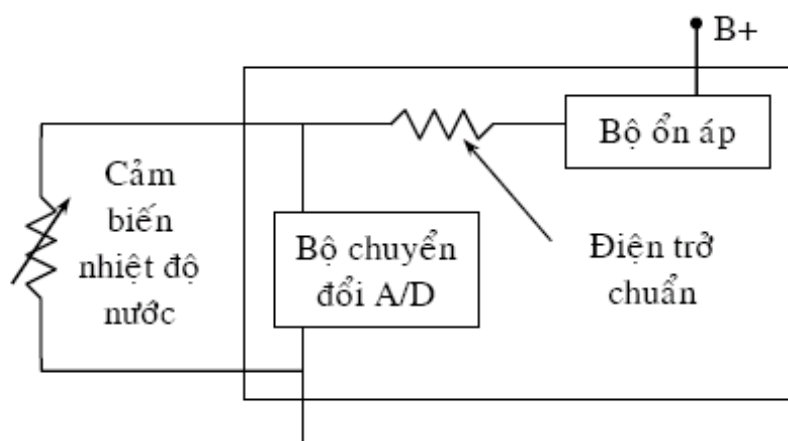 B+
Bộ ổn áp
Cảm
biến
nhiệt độ
nước
Bộ chuyển
đổi A/D
Điện trở
chuẩn